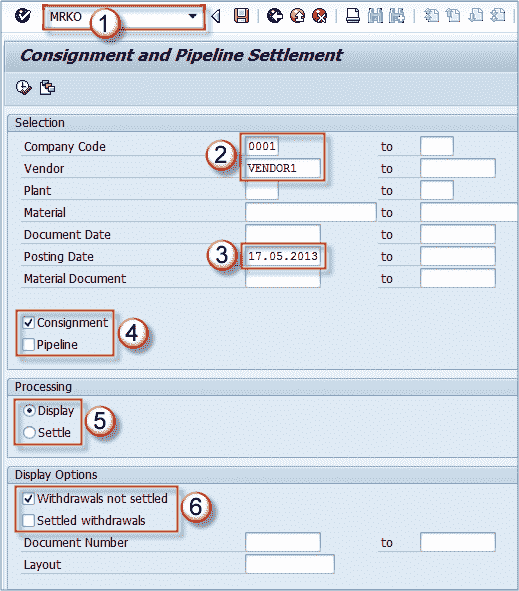 MRKO
1
Consignment and Pipeline Settlement
Selection
Company Code 0001 to
2
Vendor VENDOR1 to
Plant to
Material to
Document Date to
3
Posting Date 17.05.2013 to
Material Document to
Consignment
4
Pipeline
Processing
Display
5
Settle
Display Options
Withdrawals not settled
6
Settled withdrawals
Document Number to
Layout